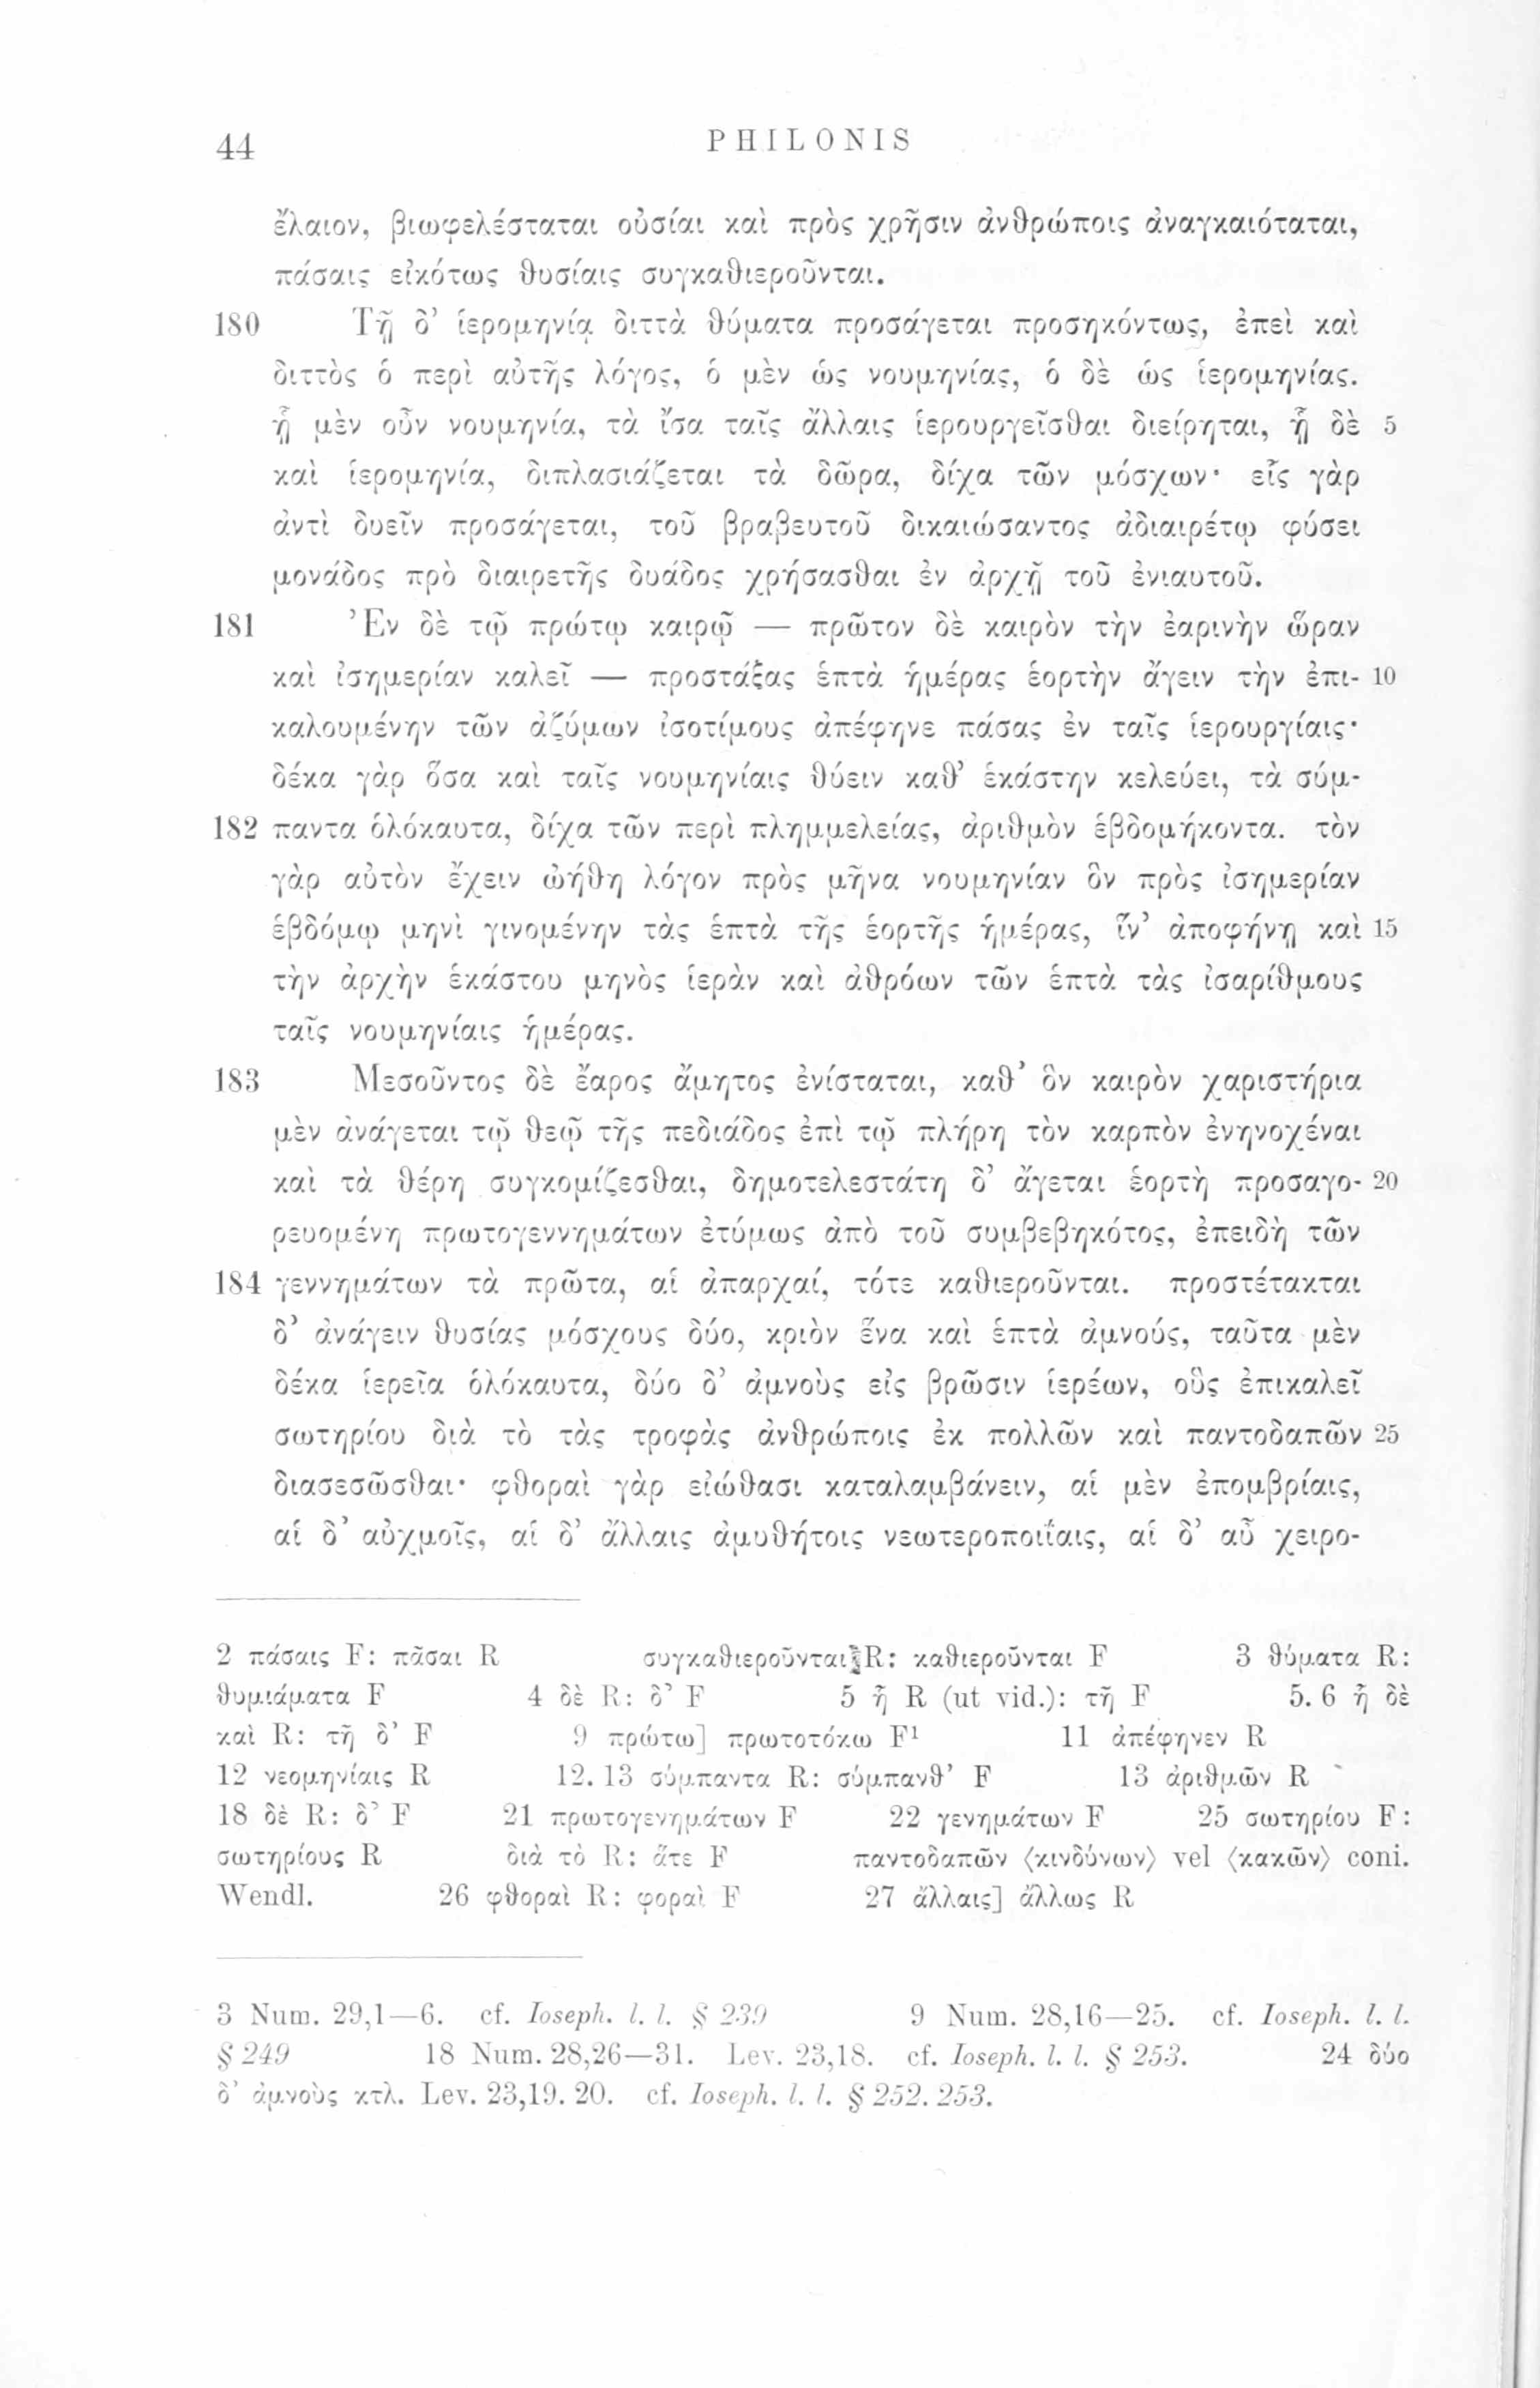 44 PHILONIS
ἔλαιον, βιωφελέσταται οὐσίαι καὶ πρὸς χρῆσιν ἀνθρώποις ἀναγκαιόταται,
πάσαις εἰκότως θυσίαις συγκαθιεροῦνται.
180 Τῇ δ’ ἱερομηνίᾳ διττὰ θύματα προσάγεται προσηκόντως, ἐπεὶ καὶ
διττὸς ὁ περὶ αὐτῆς λόγος, ὁ μὲν ὡς νουμηνίας, ὁ δὲ ὡς ἱερομηνίας.
ᾗ μὲν οὖν νουμηνία, τὰ ἴσα ταῖς ἄλλαις ἱερουργεῖσθαι διείρηται, ᾗ δὲ 5
καὶ ἱερομηνία, διπλασιάζεται τὰ δῶρα, δίχα τῶν μόσχων· εἷς γὰρ
ἀντὶ δυεῖν προσάγεται, τοῦ βραβευτοῦ δικαιώσαντος ἀδιαιρέτῳ φύσει
μονάδος πρὸ διαιρετῆς δυάδος χρήσασθαι ἐν ἀρχῇ τοῦ ἐνιαυτοῦ.
181 Ἐν δὲ τῷ πρώτῳ καιρῷ — πρῶτον δὲ καιρὸν τὴν ἐαρινὴν ὥραν
καὶ ἰσημερίαν καλεῖ — προστάξας ἑπτὰ ἡμέρας ἑορτὴν ἄγειν τὴν ἐπι- 10
καλουμένην τῶν ἀζύμων ἰσοτίμους ἀπέφηνε πάσας ἐν ταῖς ἱερουργίαις·
δέκα γὰρ ὅσα καὶ ταῖς νουμηνίαις θύειν καθ’ ἑκάστην κελεύει, τὰ σύμ-
182 παντα ὁλόκαυτα, δίχα τῶν περὶ πλημμελείας, ἀριθμὸν ἑβδομήκοντα. τὸν
γὰρ αὐτὸν ἔχειν ᾠήθη λόγον πρὸς μῆνα νουμηνίαν ὃν πρὸς ἰσημερίαν
ἑβδόμῳ μηνὶ γινομένην τὰς ἑπτὰ τῆς ἑορτῆς ἡμέρας, ἵν’ ἀποφήνῃ καὶ 15
τὴν ἀρχὴν ἑκάστου μηνὸς ἱερὰν καὶ ἀθρόων τῶν ἑπτὰ τὰς ἰσαρίθμους
ταῖς νουμηνίαις ἡμέρας.
183 Μεσοῦντος δὲ ἔαρος ἄμητος ἐνίσταται, καθ’ ὃν καιρὸν χαριστήρια
μὲν ἀνάγεται τῷ θεῷ τῆς πεδιάδος ἐπὶ τῷ πλήρη τὸν καρπὸν ἐνηνοχέναι
καὶ τὰ θέρη συγκομίζεσθαι, δημοτελεστάτη δ’ ἄγεται ἑορτὴ προσαγο- 20
ρευομένη πρωτογεννημάτων ἐτύμως ἀπὸ τοῦ συμβεβηκότος, ἐπειδὴ τῶν
184 γεννημάτων τὰ πρῶτα, αἱ ἀπαρχαί, τότε καθιεροῦνται. προστέτακται
δ’ ἀνάγειν θυσίας μόσχους δύο, κριὸν ἕνα καὶ ἑπτὰ ἀμνούς, ταῦτα μὲν
δέκα ἱερεῖα ὁλόκαυτα, δύο δ’ ἀμνοὺς εἰς βρῶσιν ἱερέων, οὓς ἐπικαλεῖ
σωτηρίου διὰ τὸ τὰς τροφὰς ἀνθρώποις ἐκ πολλῶν καὶ παντοδαπῶν 25
διασεσῶσθαι· φθοραὶ γὰρ εἰώθασι καταλαμβάνειν, αἱ μὲν ἐπομβρίαις,
αἱ δ’ αὐχμοῖς, αἱ δ’ ἄλλαις ἀμυθήτοις νεωτεροποιΐαις, αἱ δ’ αὖ χειρο-
2 πάσαις F: πᾶσαι R συγκαθιεροῦνται R: καθιεροῦνται F 3 θύματα R:
θυμιάματα F 4 δὲ R: δ’ F 5 ᾗ R (ut vid.): τῇ F 5. 6 ᾗ δὲ
καὶ R: τῇ δ’ F 9 πρώτω] πρωτοτόκω F¹ 11 ἀπέφηνεν R
12 νεομηνίαις R 12. 13 σύμπαντα R: σύμπανθ’ F 13 ἀριθμῶν R
18 δὲ R: δ’ F 21 πρωτογενημάτων F 22 γενημάτων F 25 σωτηρίου F:
σωτηρίους R διὰ τὸ R: ἅτε F παντοδαπῶν ⟨κινδύνων⟩ vel ⟨κακῶν⟩ coni.
Wendl. 26 φθοραὶ R: φοραὶ F 27 ἄλλαις] ἄλλως R
3 Num. 29,1—6. cf. Ioseph. l. l. § 239 9 Num. 28,16—25. cf. Ioseph. l. l.
§ 249 18 Num. 28,26—31. Lev. 23,18. cf. Ioseph. l. l. § 253. 24 δύο
δ’ ἀμνοὺς κτλ. Lev. 23,19. 20. cf. Ioseph. l. l. § 252. 253.